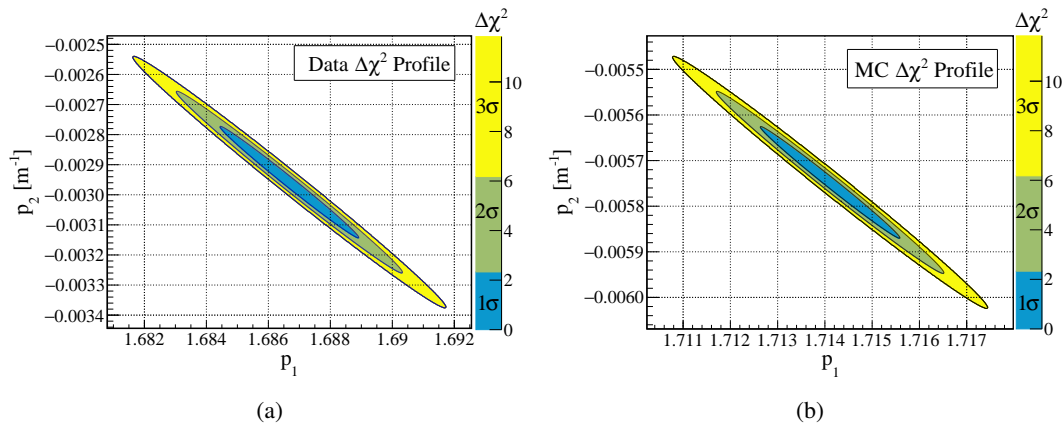 Δχ²
Data Δχ² Profile
−0.0025
−0.0026
−0.0027
−0.0028
−0.0029
−0.0030
−0.0031
−0.0032
−0.0033
−0.0034
p₂ [m⁻¹]
1.682 1.684 1.686 1.688 1.69 1.692
p₁
10
8
6
4
2
0
3σ
2σ
1σ
(a)
Δχ²
MC Δχ² Profile
−0.0055
−0.0056
−0.0057
−0.0058
−0.0059
−0.0060
p₂ [m⁻¹]
1.711 1.712 1.713 1.714 1.715 1.716 1.717
p₁
10
8
6
4
2
0
3σ
2σ
1σ
(b)